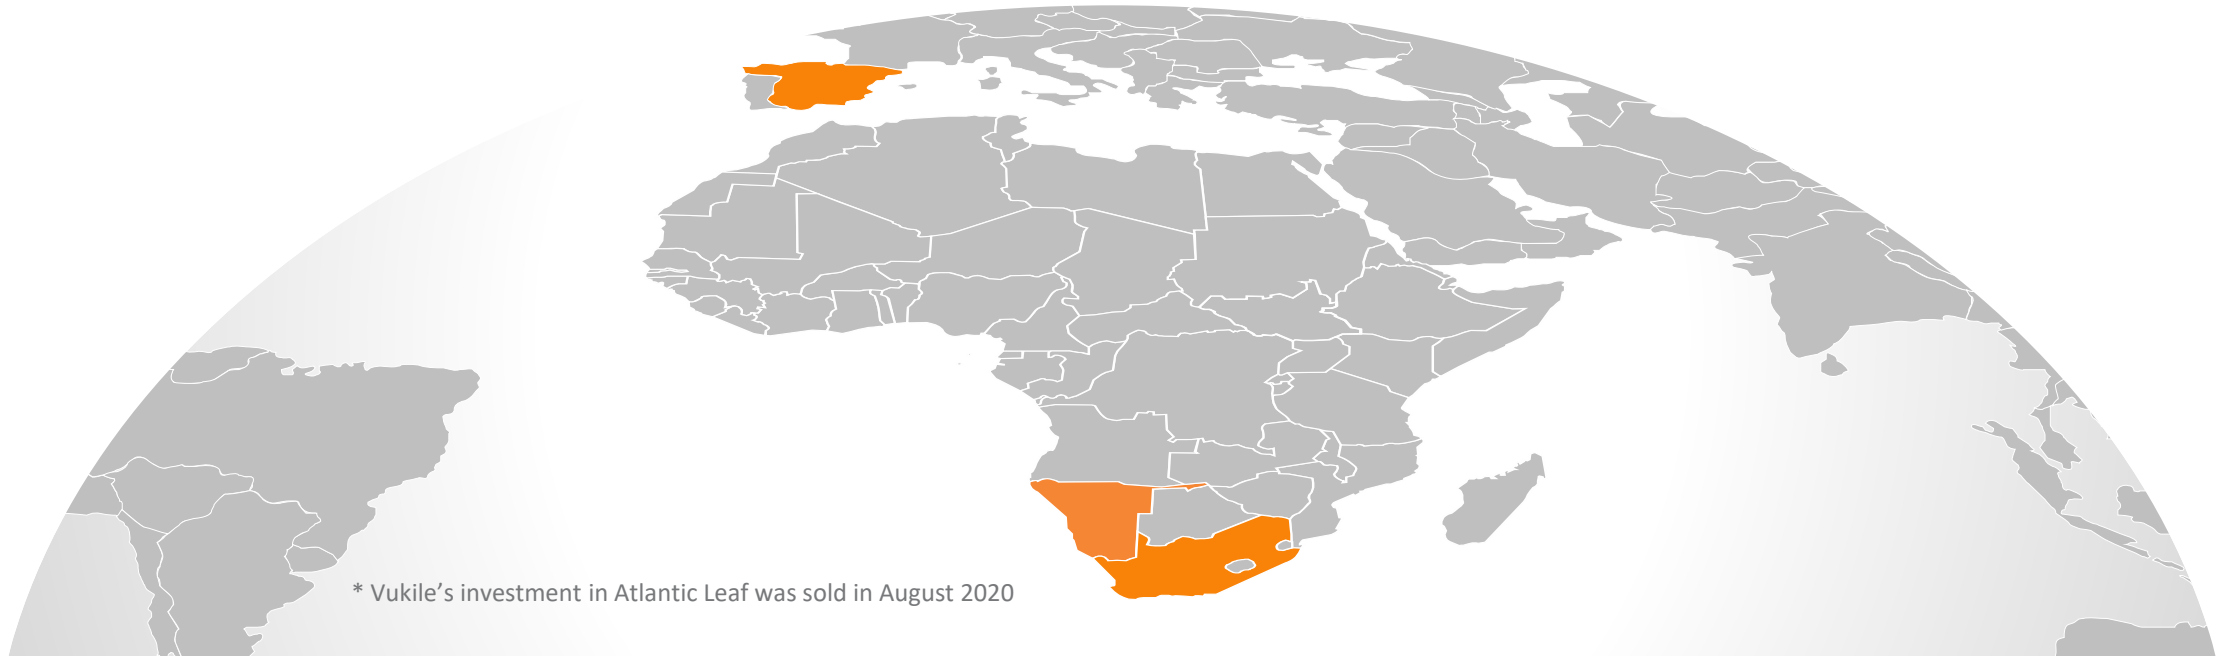 * Vukile’s investment in Atlantic Leaf was sold in August 2020